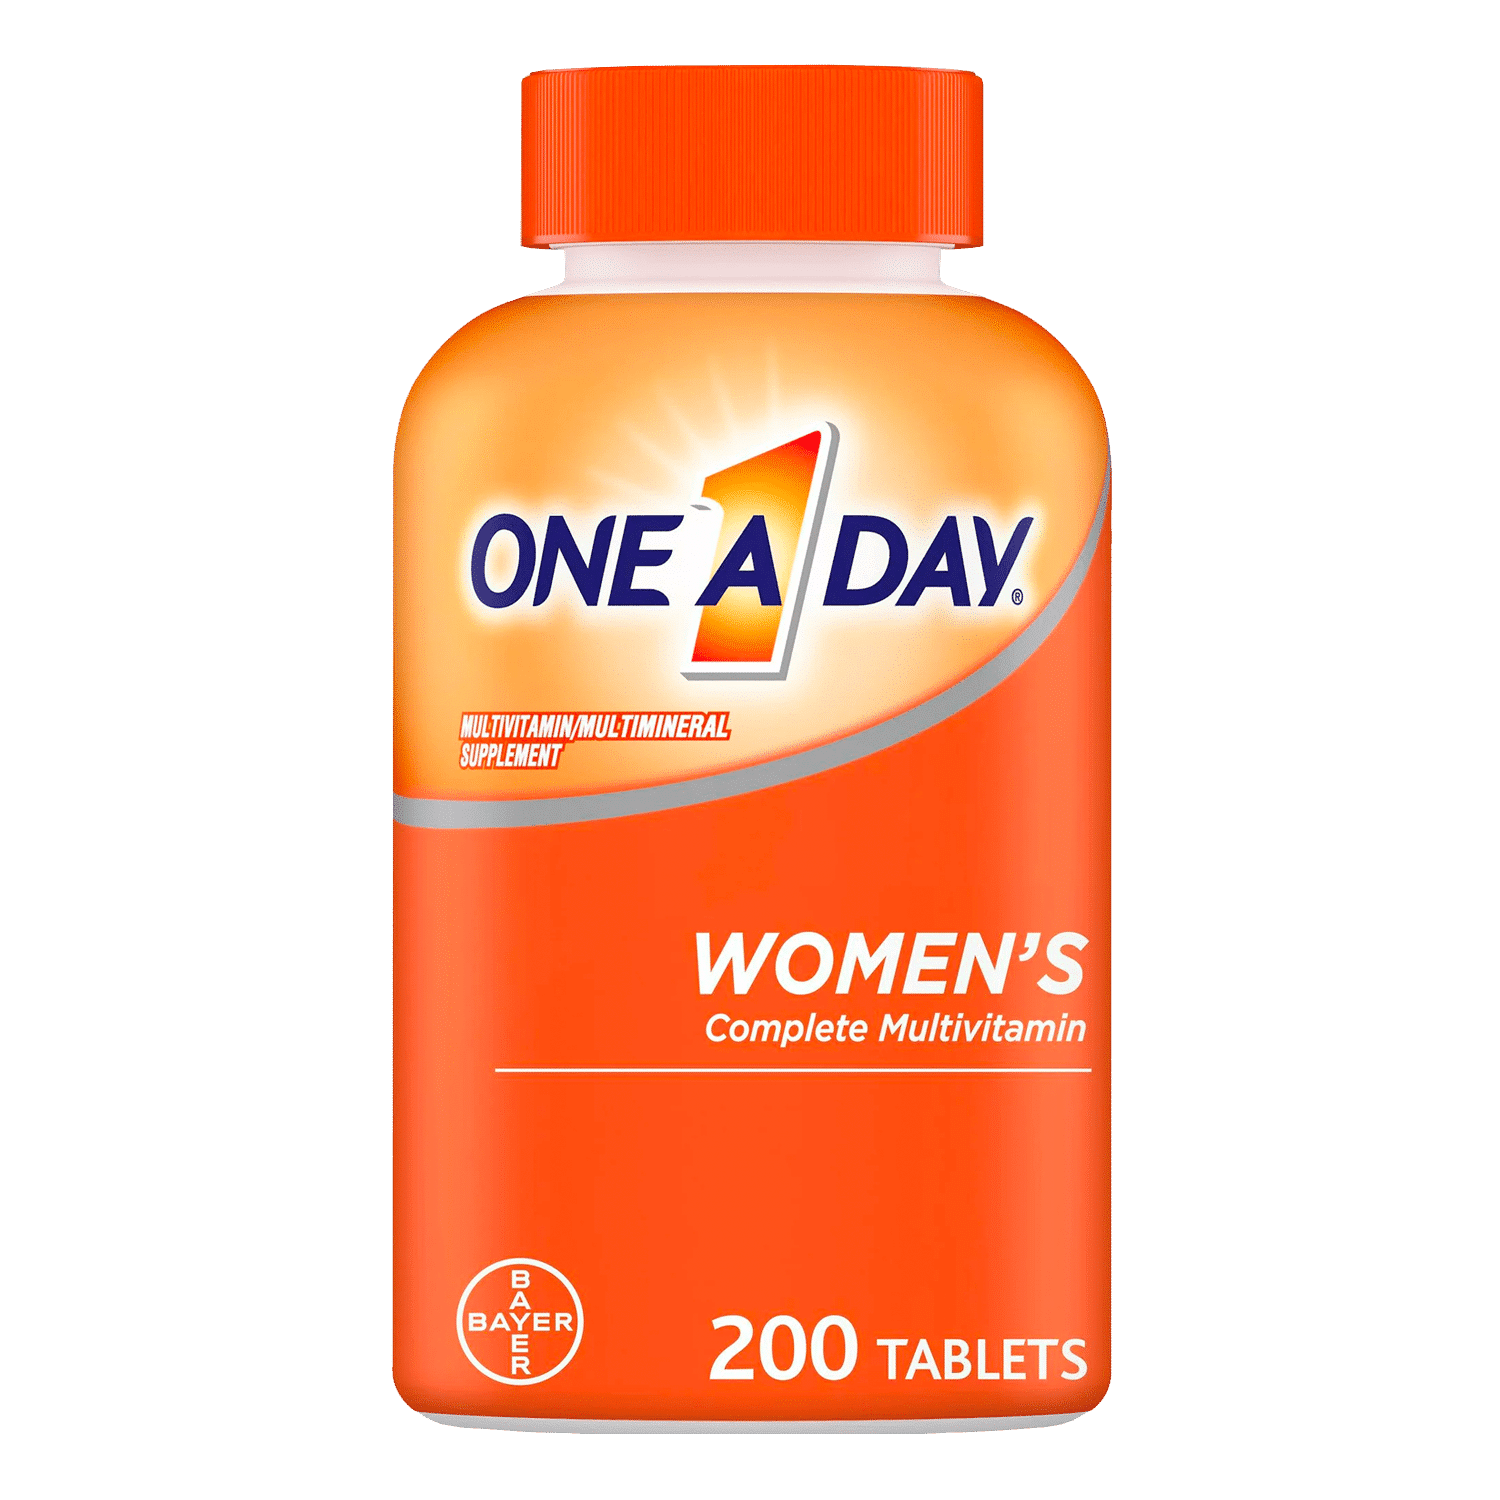 ONE A DAY®
MULTIVITAMIN/MULTIMINERAL
SUPPLEMENT
WOMEN'S
Complete Multivitamin
BAYER
BAYER
200 TABLETS